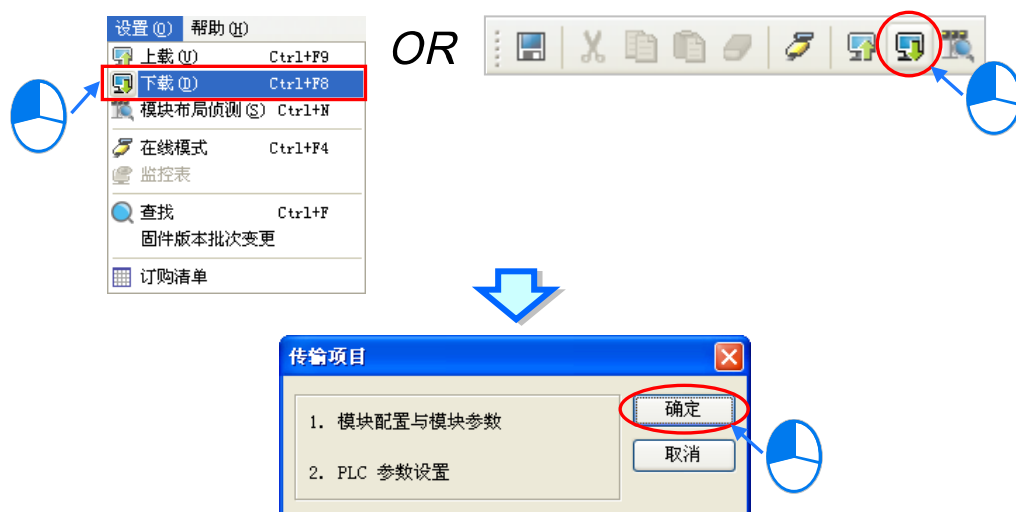 设置(O) 帮助(H)
上载(U) Ctrl+F9
下载(D) Ctrl+F8
模块布局侦测(S) Ctrl+N
在线模式 Ctrl+F4
监控表
查找 Ctrl+F
固件版本批次变更
订购清单
OR
传输项目
1. 模块配置与模块参数
2. PLC 参数设置
确定
取消